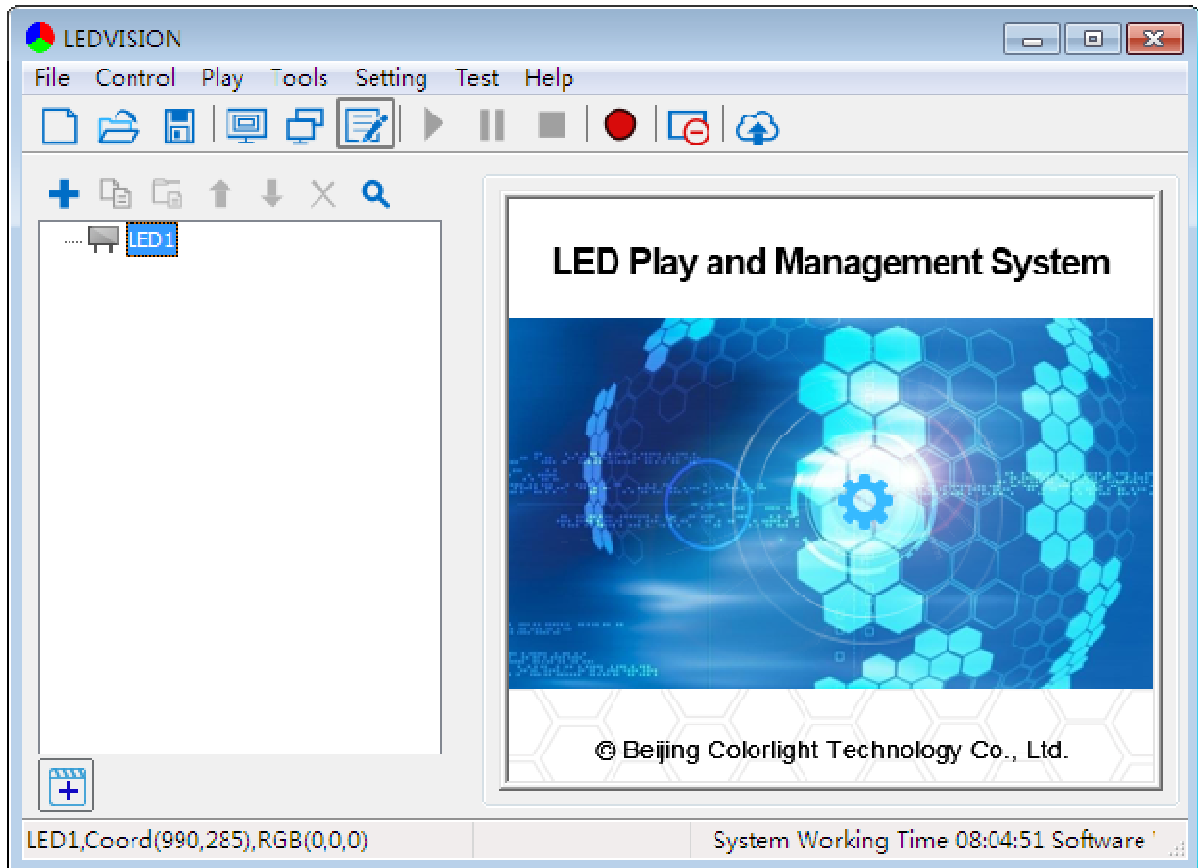 LEDVISION
File Control Play Tools Setting Test Help
LED1
LED Play and Management System
© Beijing Colorlight Technology Co., Ltd.
LED1,Coord(990,285),RGB(0,0,0)
System Working Time 08:04:51 Software